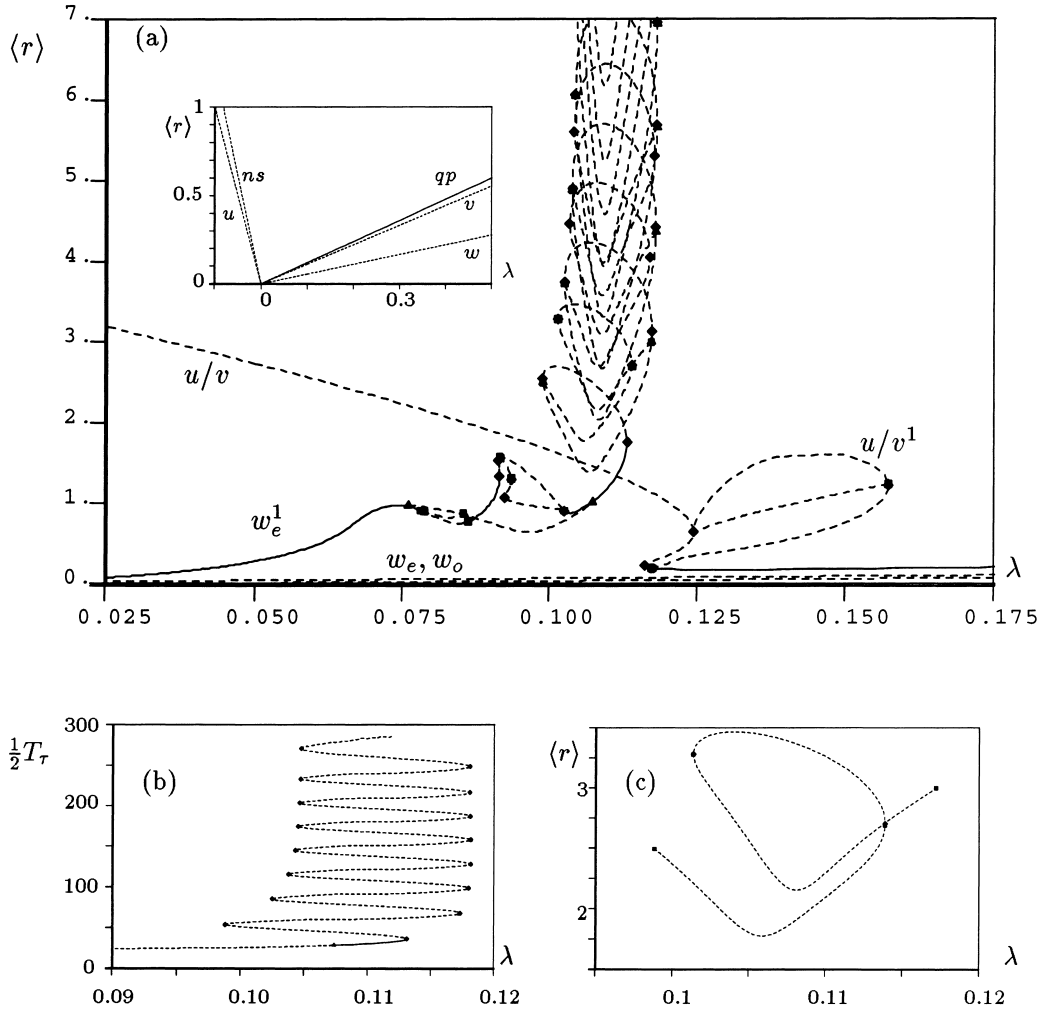 7.
(a)
⟨r⟩
6.
5.
4.
3.
2.
1.
0.
1
⟨r⟩
0.5
0
ns
u
qp
v
w
λ
0
0.3
u/v
u/v¹
w_e¹
w_e, w_o
λ
0.025
0.050
0.075
0.100
0.125
0.150
0.175
300
½T_τ
(b)
200
100
0
λ
0.09
0.10
0.11
0.12
⟨r⟩
(c)
3
2
λ
0.1
0.11
0.12